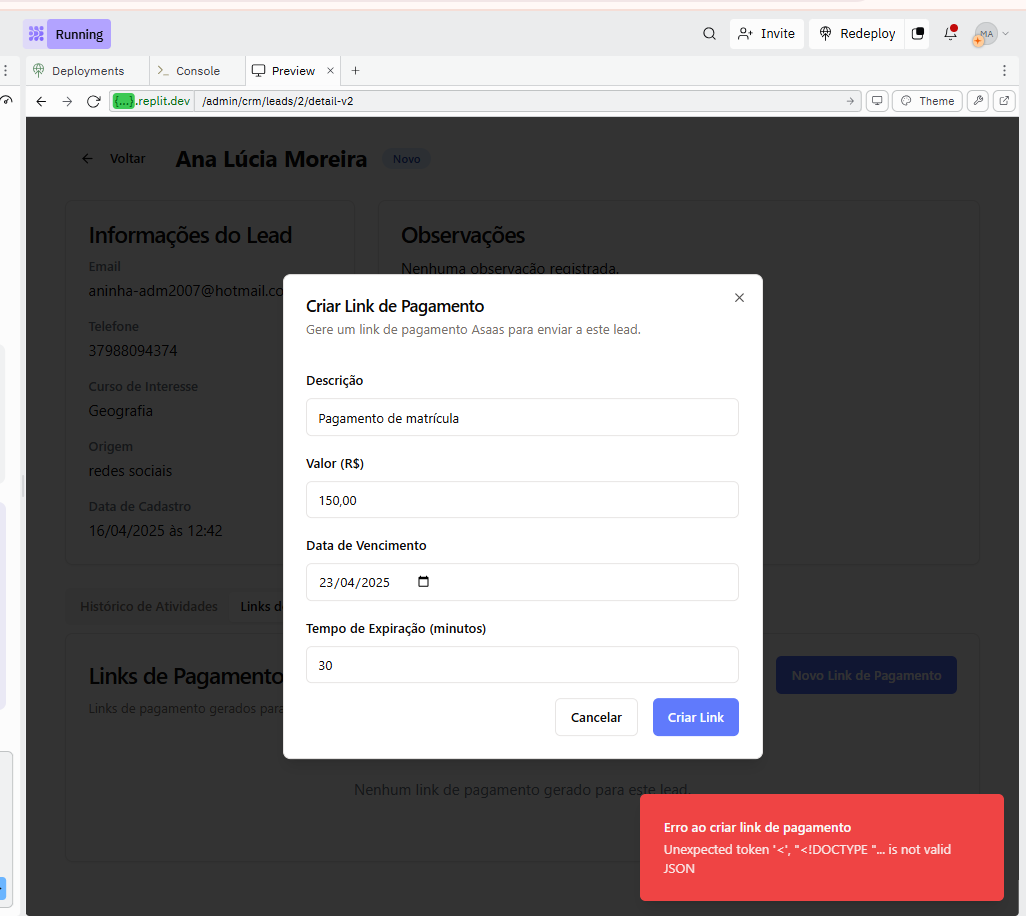 Running
Invite
Redeploy
MA
Deployments
Console
Preview
{...}.replit.dev
/admin/crm/leads/2/detail-v2
Theme
Voltar
Ana Lúcia Moreira
Novo
Informações do Lead
Email
aninha-adm2007@hotmail.co
Telefone
37988094374
Curso de Interesse
Geografia
Origem
redes sociais
Data de Cadastro
16/04/2025 às 12:42
Observações
Nenhuma observação registrada.
Criar Link de Pagamento
Gere um link de pagamento Asaas para enviar a este lead.
Descrição
Pagamento de matrícula
Valor (R$)
150,00
Data de Vencimento
23/04/2025
Tempo de Expiração (minutos)
30
Cancelar
Criar Link
Histórico de Atividades
Links d
Links de Pagamento
Links de pagamento gerados para
Novo Link de Pagamento
Nenhum link de pagamento gerado para este lead.
Erro ao criar link de pagamento
Unexpected token '<', "<!DOCTYPE "... is not valid
JSON